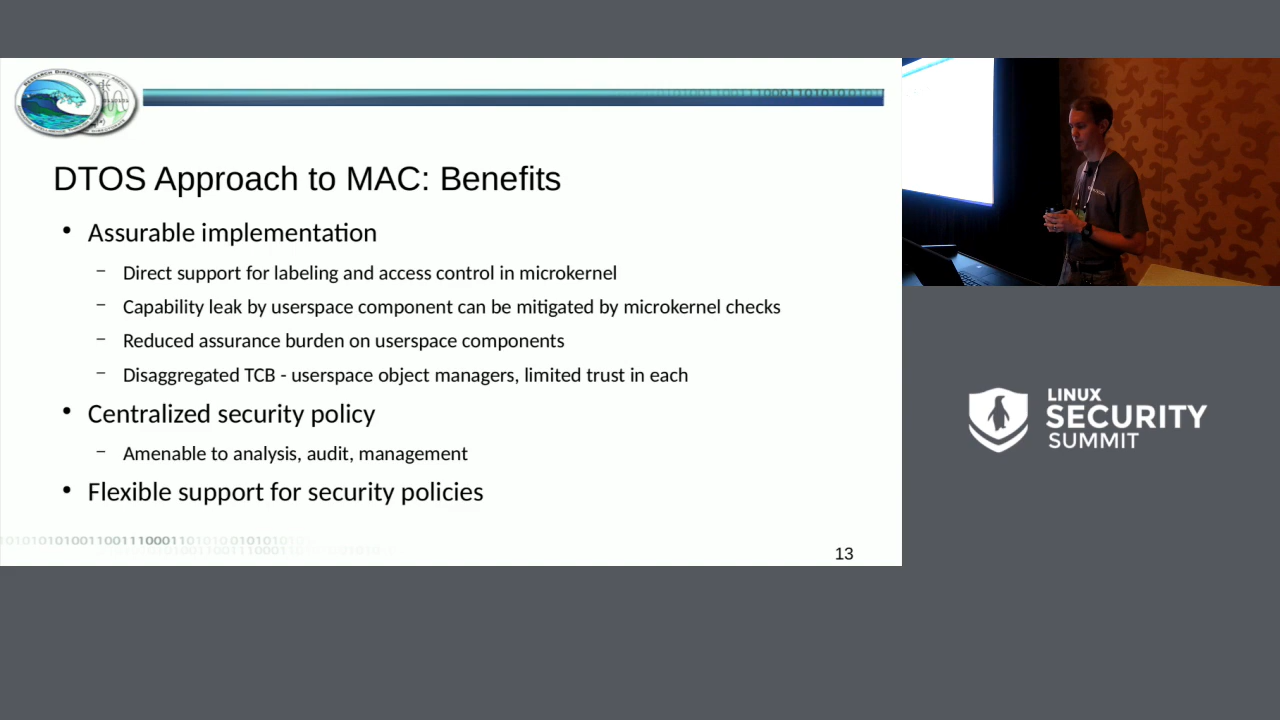 DTOS Approach to MAC: Benefits
• Assurable implementation
– Direct support for labeling and access control in microkernel
– Capability leak by userspace component can be mitigated by microkernel checks
– Reduced assurance burden on userspace components
– Disaggregated TCB - userspace object managers, limited trust in each
• Centralized security policy
– Amenable to analysis, audit, management
• Flexible support for security policies
13
LINUX
SECURITY
SUMMIT